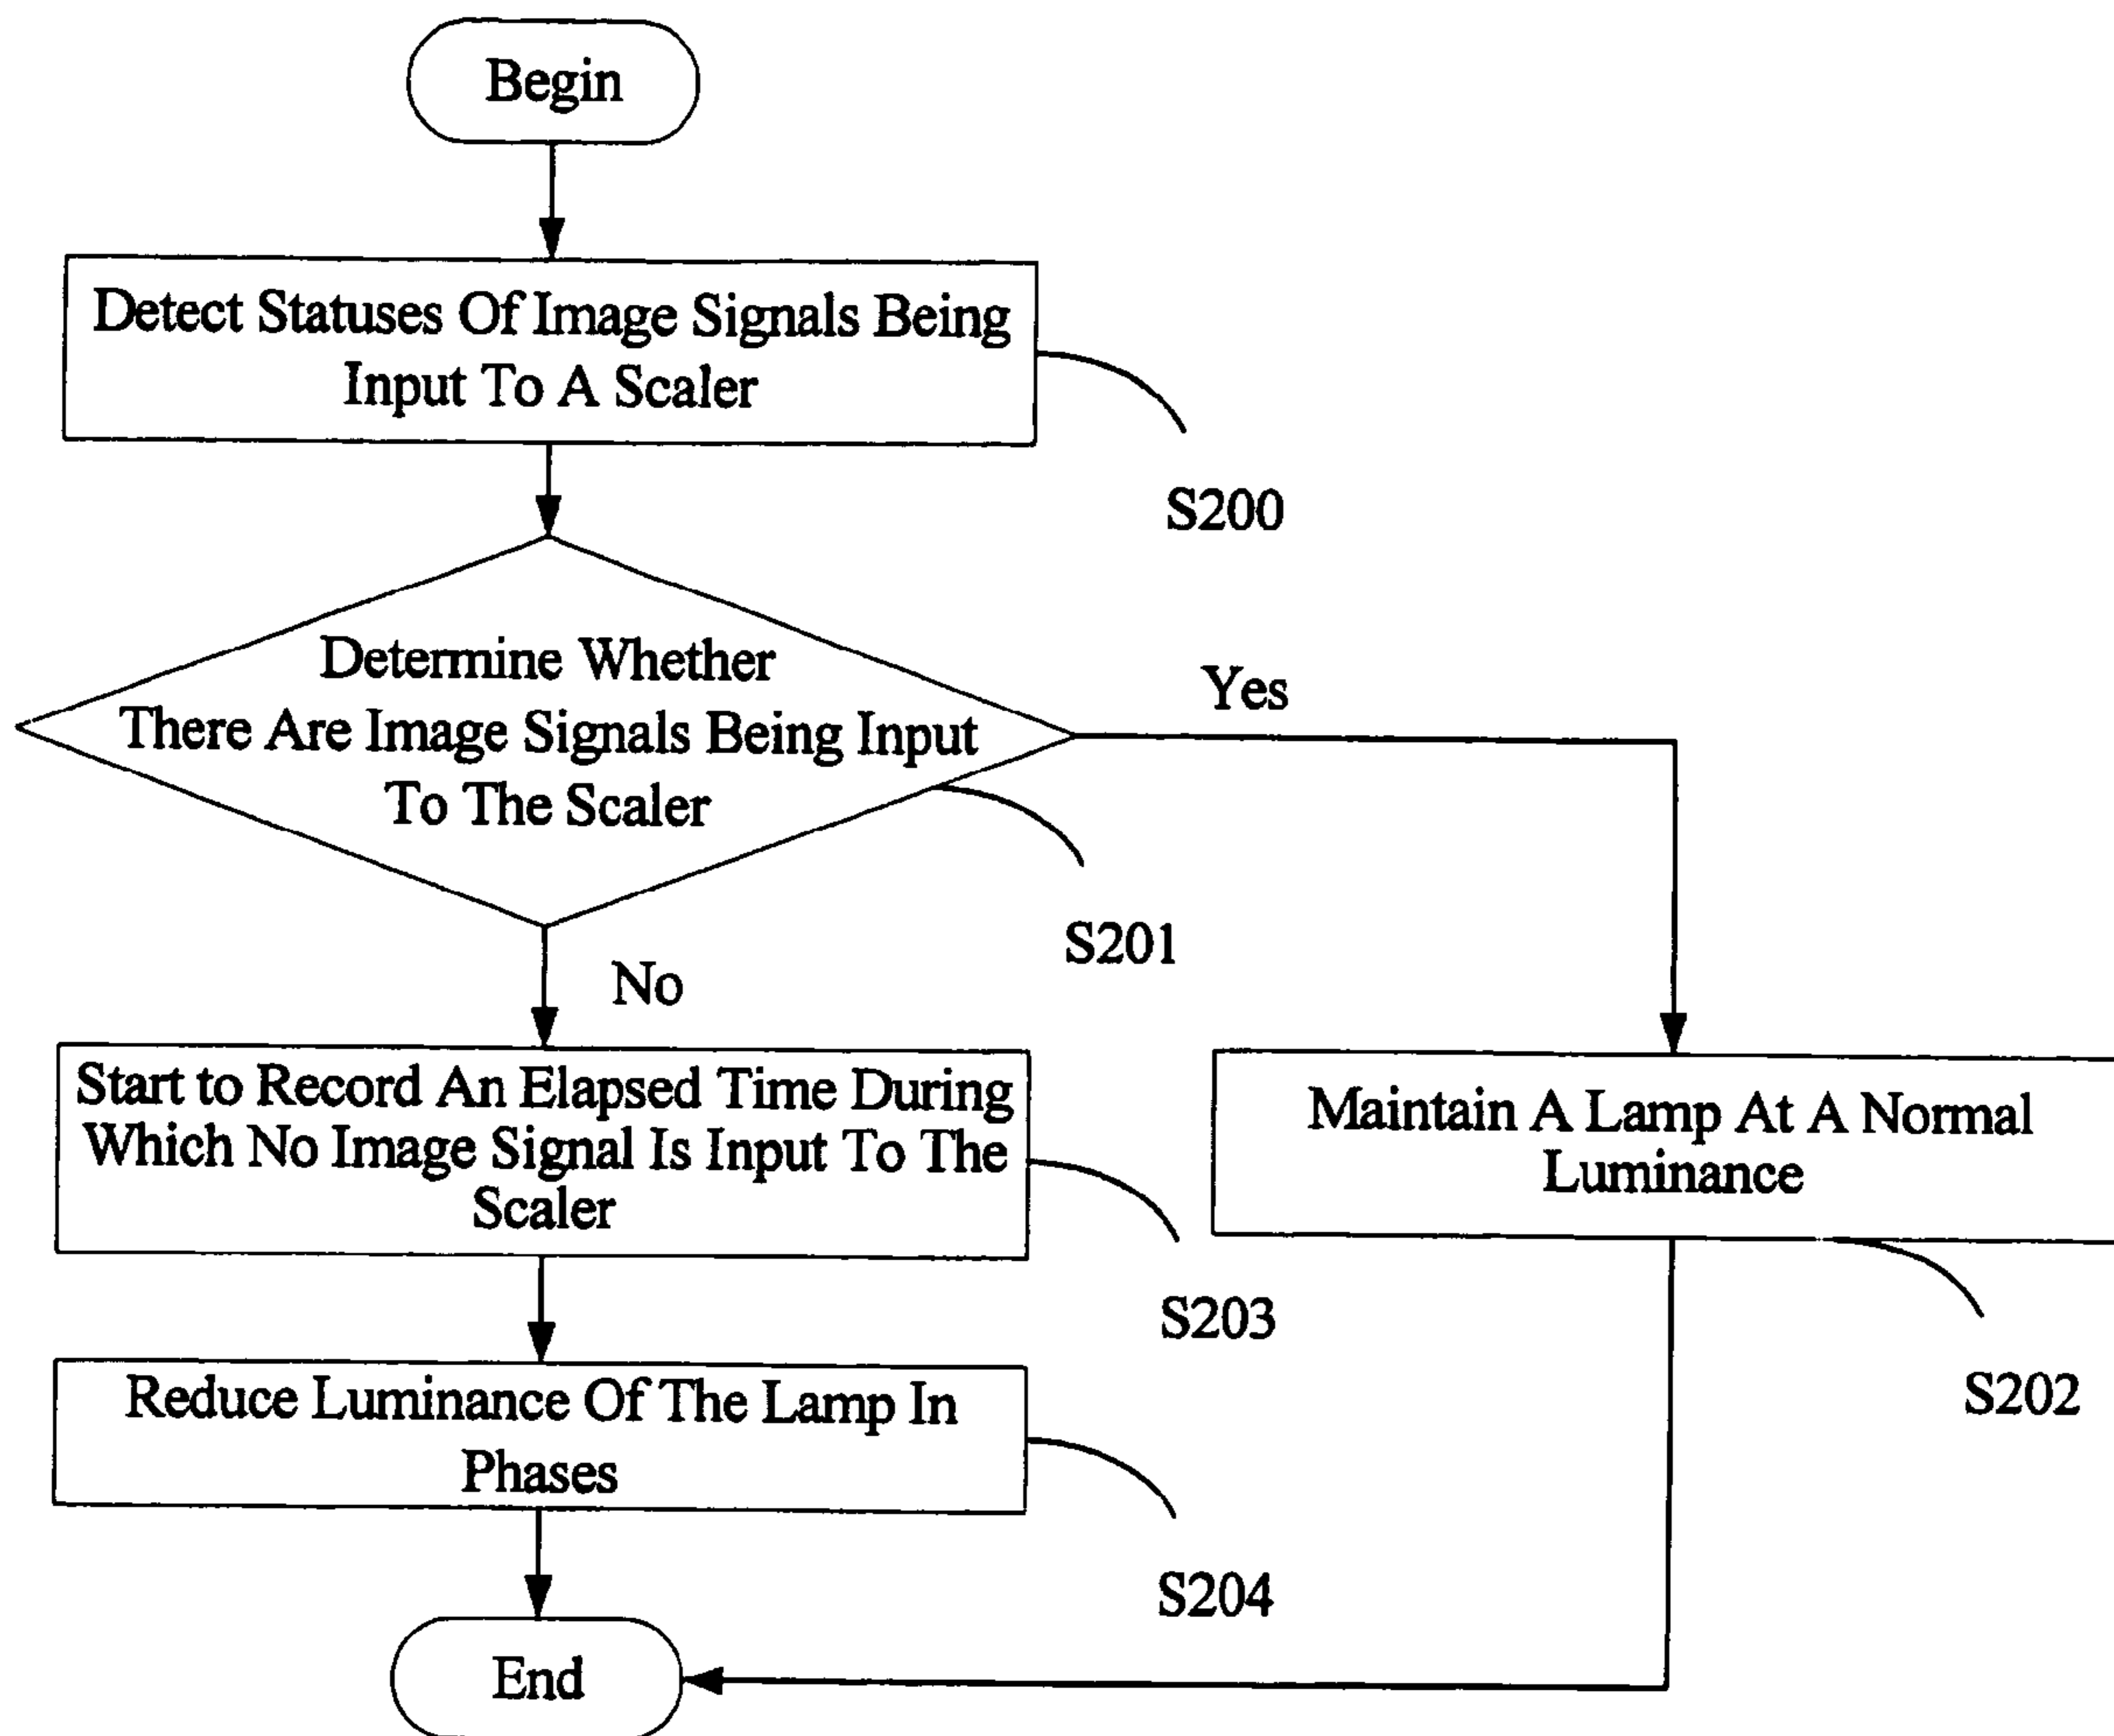 Begin
Detect Statuses Of Image Signals Being
Input To A Scaler
S200
Determine Whether
There Are Image Signals Being Input
To The Scaler
Yes
S201
No
Start to Record An Elapsed Time During
Which No Image Signal Is Input To The
Scaler
S203
Maintain A Lamp At A Normal
Luminance
S202
Reduce Luminance Of The Lamp In
Phases
S204
End